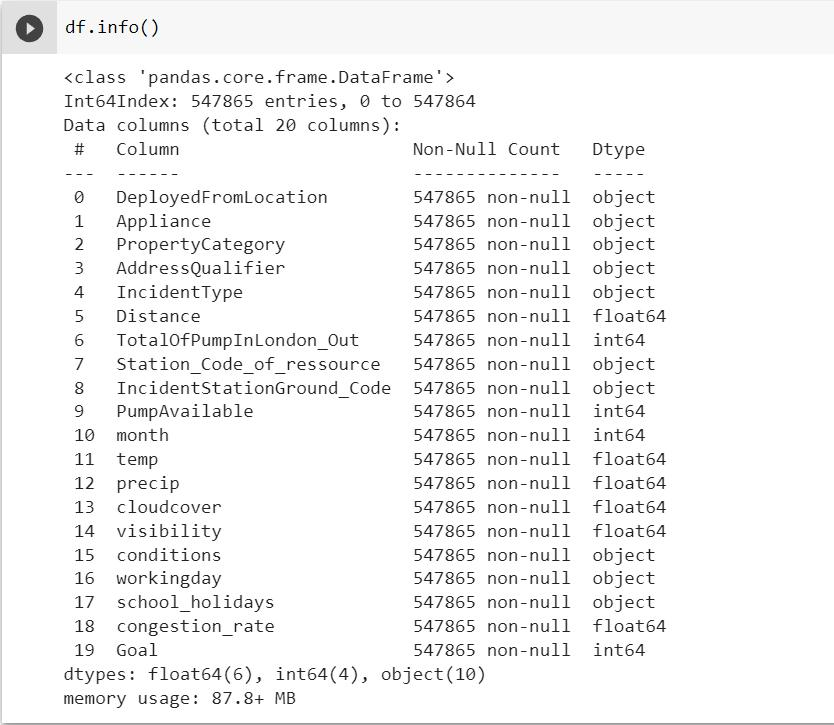 df.info()
<class 'pandas.core.frame.DataFrame'>
Int64Index: 547865 entries, 0 to 547864
Data columns (total 20 columns):
 #   Column                      Non-Null Count   Dtype
---  ------                      --------------   -----
 0   DeployedFromLocation        547865 non-null  object
 1   Appliance                   547865 non-null  object
 2   PropertyCategory            547865 non-null  object
 3   AddressQualifier            547865 non-null  object
 4   IncidentType                547865 non-null  object
 5   Distance                    547865 non-null  float64
 6   TotalOfPumpInLondon_Out     547865 non-null  int64
 7   Station_Code_of_ressource   547865 non-null  object
 8   IncidentStationGround_Code  547865 non-null  object
 9   PumpAvailable               547865 non-null  int64
 10  month                       547865 non-null  int64
 11  temp                        547865 non-null  float64
 12  precip                      547865 non-null  float64
 13  cloudcover                  547865 non-null  float64
 14  visibility                  547865 non-null  float64
 15  conditions                  547865 non-null  object
 16  workingday                  547865 non-null  object
 17  school_holidays             547865 non-null  object
 18  congestion_rate             547865 non-null  float64
 19  Goal                        547865 non-null  int64
dtypes: float64(6), int64(4), object(10)
memory usage: 87.8+ MB